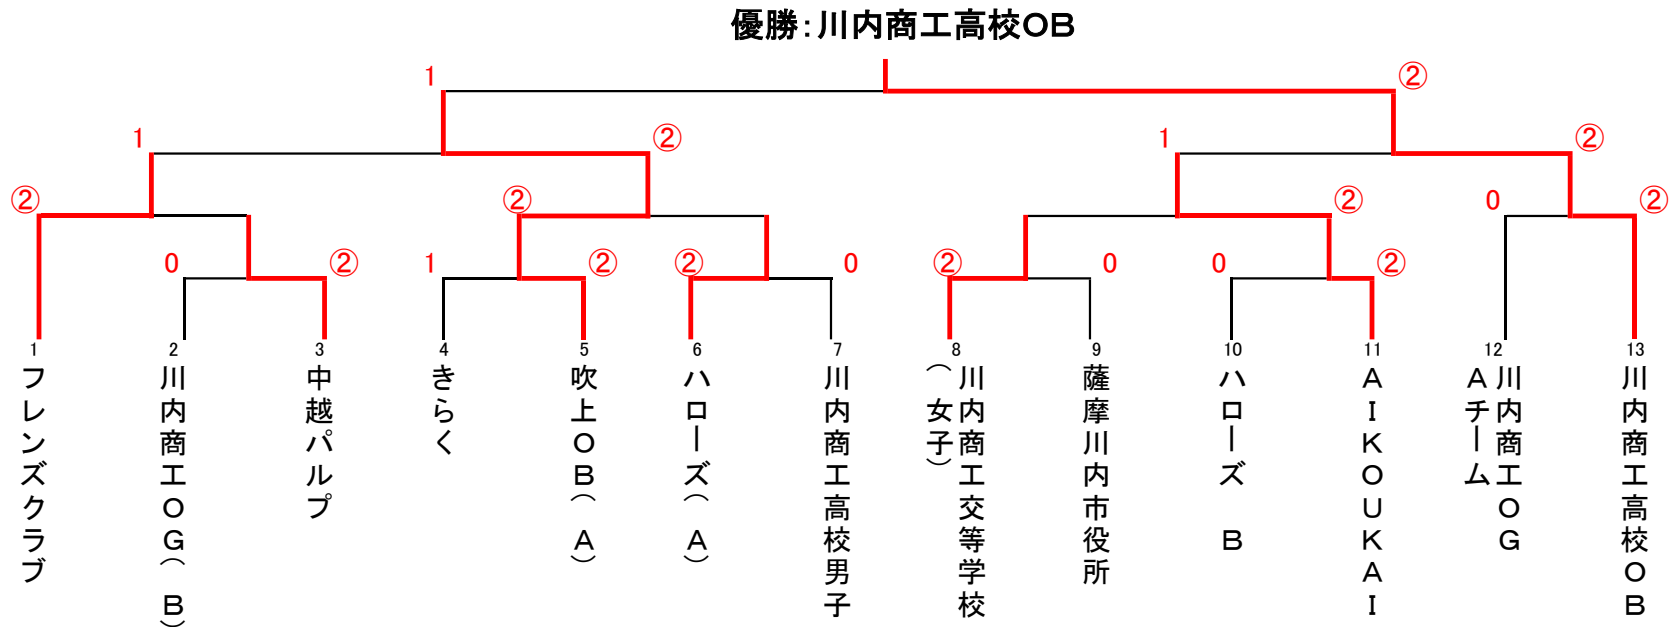 優勝：川内商工高校ＯＢ
1 ②
1 ② 1 ②
② ② ② 0 ②
0 ② 1 ② ② 0 ② 0 0 ②
1 2 3 4 5 6 7 8 9 10 11 12 13
フレンズクラブ
川内商工ＯＧ（Ｂ）
中越パルプ
きらく
吹上ＯＢ（Ａ）
ハローズ（Ａ）
川内商工高校男子
川内商工交等学校
（女子）
薩摩川内市役所
ハローズ　Ｂ
ＡＩＫＯＵＫＡＩ
川内商工ＯＧ
Ａチーム
川内商工高校ＯＢ